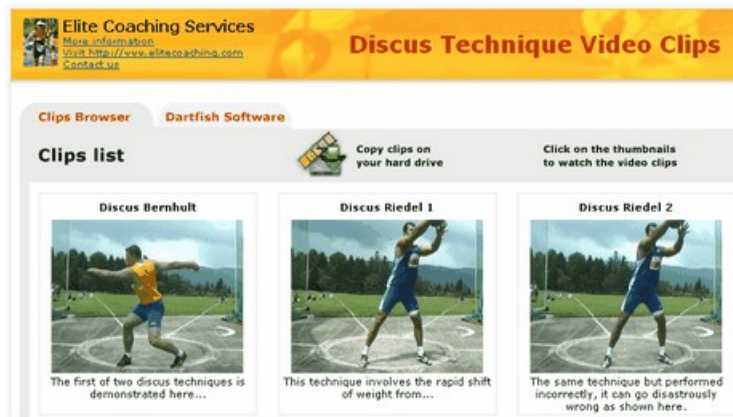 Elite Coaching Services
More information
Visit http://www.elitecoaching.com
Contact us
Discus Technique Video Clips
Clips Browser
Dartfish Software
Clips list
Copy clips on
your hard drive
Click on the thumbnails
to watch the video clips
Discus Bernhult
The first of two discus techniques is
demonstrated here...
Discus Riedel 1
This technique involves the rapid shift
of weight from...
Discus Riedel 2
The same technique but performed
incorrectly, it can go disastrously
wrong as shown here.